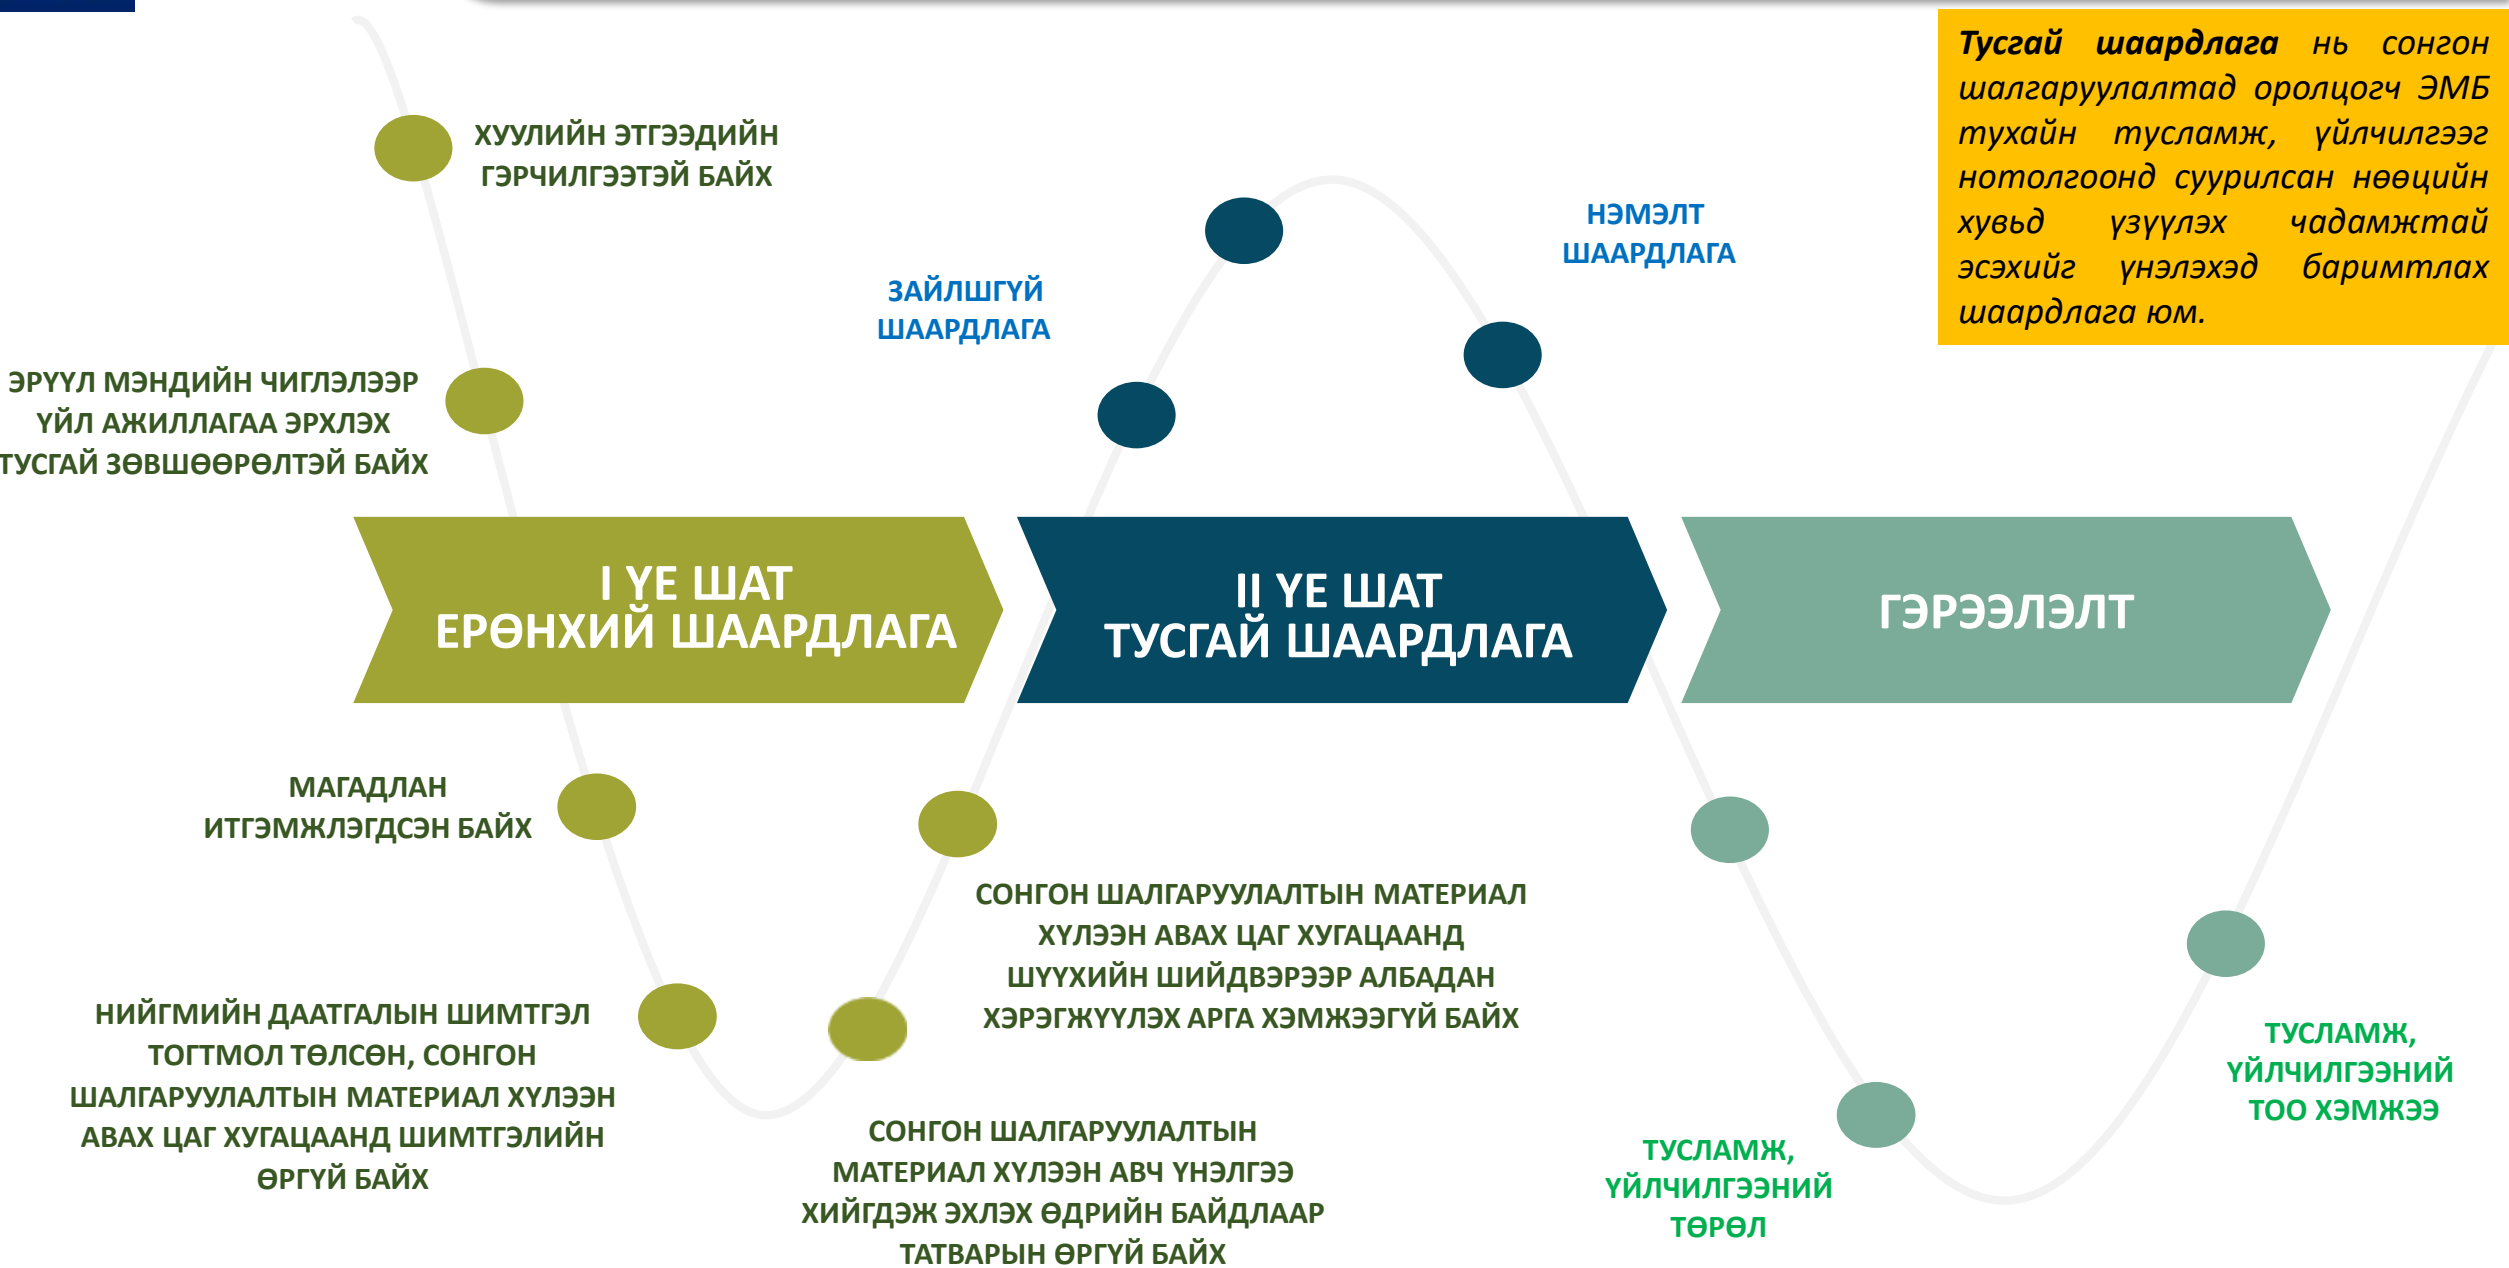 Тусгай шаардлага нь сонгон
шалгаруулалтад оролцогч ЭМБ
тухайн тусламж, үйлчилгээг
нотолгоонд суурилсан нөөцийн
хувьд үзүүлэх чадамжтай
эсэхийг үнэлэхэд баримтлах
шаардлага юм.
ХУУЛИЙН ЭТГЭЭДИЙН
ГЭРЧИЛГЭЭТЭЙ БАЙХ
ЭРҮҮЛ МЭНДИЙН ЧИГЛЭЛЭЭР
ҮЙЛ АЖИЛЛАГАА ЭРХЛЭХ
ТУСГАЙ ЗӨВШӨӨРӨЛТЭЙ БАЙХ
ЗАЙЛШГҮЙ
ШААРДЛАГА
НЭМЭЛТ
ШААРДЛАГА
I ҮЕ ШАТ
ЕРӨНХИЙ ШААРДЛАГА
II ҮЕ ШАТ
ТУСГАЙ ШААРДЛАГА
ГЭРЭЭЛЭЛТ
МАГАДЛАН
ИТГЭМЖЛЭГДСЭН БАЙХ
НИЙГМИЙН ДААТГАЛЫН ШИМТГЭЛ
ТОГТМОЛ ТӨЛСӨН, СОНГОН
ШАЛГАРУУЛАЛТЫН МАТЕРИАЛ ХҮЛЭЭН
АВАХ ЦАГ ХУГАЦААНД ШИМТГЭЛИЙН
ӨРГҮЙ БАЙХ
СОНГОН ШАЛГАРУУЛАЛТЫН
МАТЕРИАЛ ХҮЛЭЭН АВЧ ҮНЭЛГЭЭ
ХИЙГДЭЖ ЭХЛЭХ ӨДРИЙН БАЙДЛААР
ТАТВАРЫН ӨРГҮЙ БАЙХ
СОНГОН ШАЛГАРУУЛАЛТЫН МАТЕРИАЛ
ХҮЛЭЭН АВАХ ЦАГ ХУГАЦААНД
ШҮҮХИЙН ШИЙДВЭРЭЭР АЛБАДАН
ХЭРЭГЖҮҮЛЭХ АРГА ХЭМЖЭЭГҮЙ БАЙХ
ТУСЛАМЖ,
ҮЙЛЧИЛГЭЭНИЙ
ТӨРӨЛ
ТУСЛАМЖ,
ҮЙЛЧИЛГЭЭНИЙ
ТОО ХЭМЖЭЭ